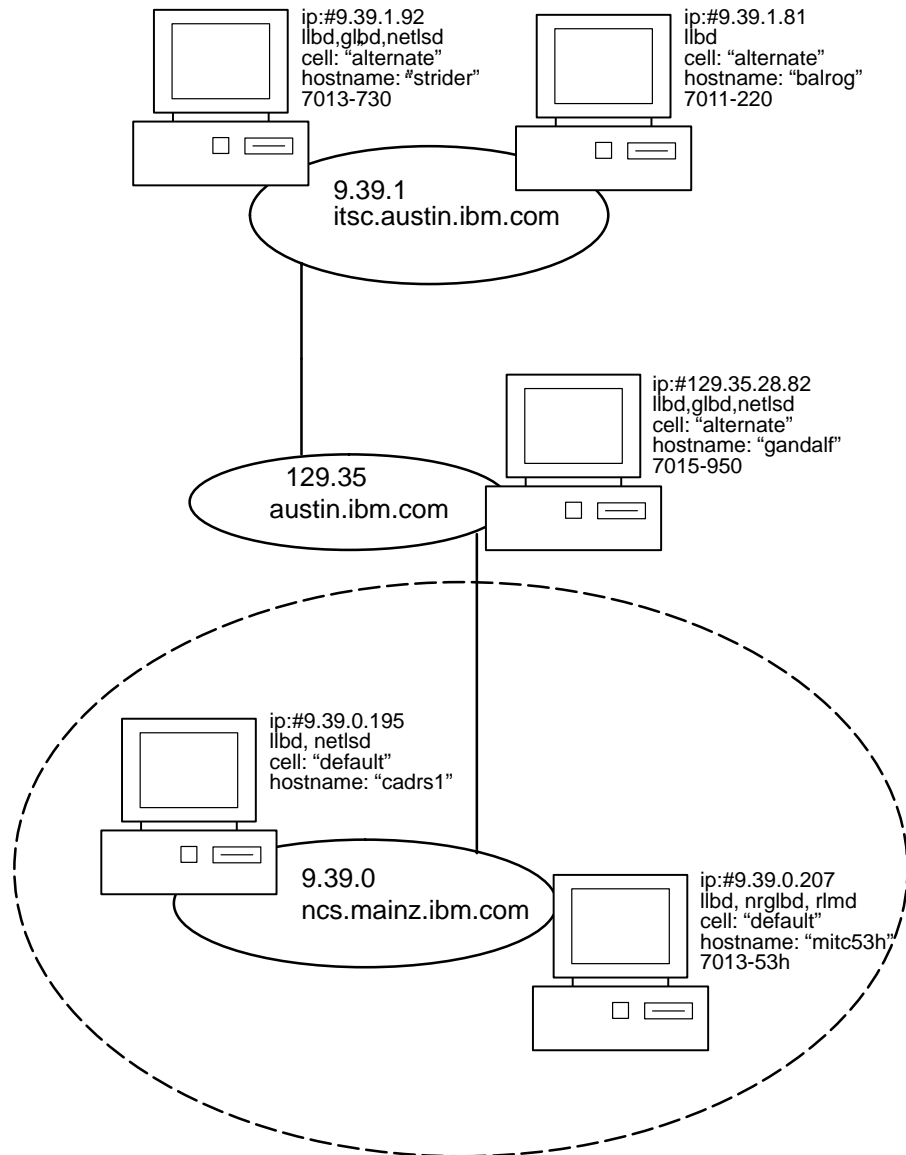 ip:#9.39.1.92
llbd,glbd,netlsd
cell: “alternate”
hostname: “strider”
7013-730
ip:#9.39.1.81
llbd
cell: “alternate”
hostname: “balrog”
7011-220
9.39.1
itsc.austin.ibm.com
ip:#129.35.28.82
llbd,glbd,netlsd
cell: “alternate”
hostname: “gandalf”
7015-950
129.35
austin.ibm.com
ip:#9.39.0.195
llbd, netlsd
cell: “default”
hostname: “cadrs1”
9.39.0
ncs.mainz.ibm.com
ip:#9.39.0.207
llbd, nrglbd, rlmd
cell: “default”
hostname: “mitc53h”
7013-53h